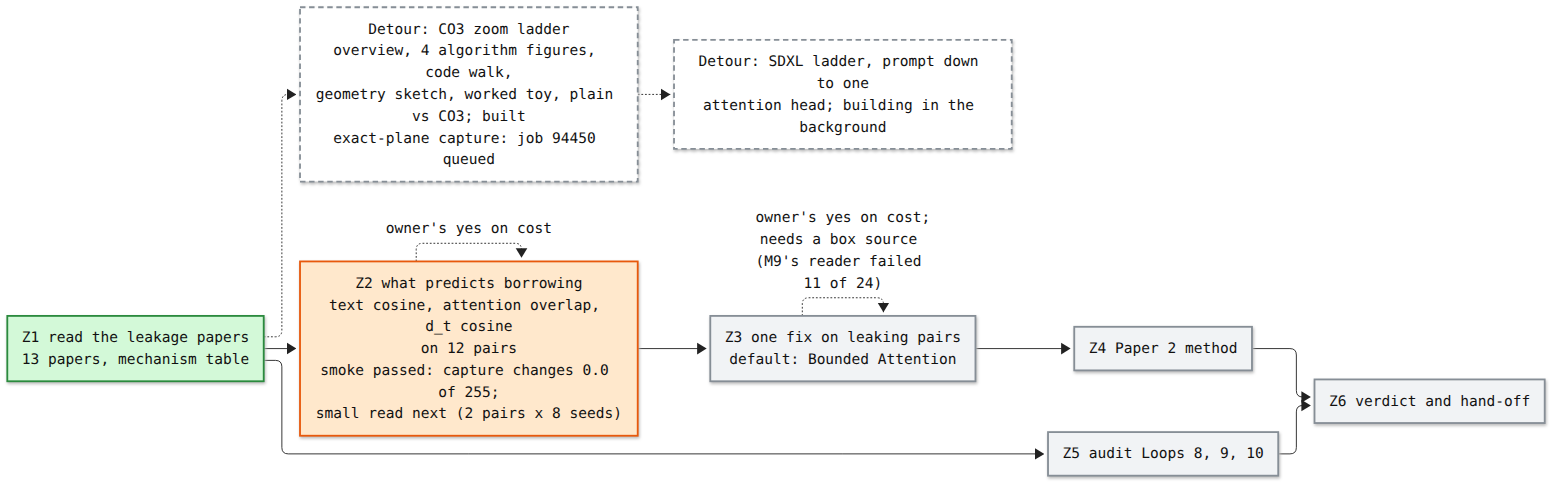 Detour: CO3 zoom ladder
overview, 4 algorithm figures,
code walk,
geometry sketch, worked toy, plain
vs CO3; built
exact-plane capture: job 94450
queued
Detour: SDXL ladder, prompt down
to one
attention head; building in the
background
owner's yes on cost
owner's yes on cost;
needs a box source
(M9's reader failed
11 of 24)
Z1 read the leakage papers
13 papers, mechanism table
Z2 what predicts borrowing
text cosine, attention overlap,
d_t cosine
on 12 pairs
smoke passed: capture changes 0.0
of 255;
small read next (2 pairs x 8 seeds)
Z3 one fix on leaking pairs
default: Bounded Attention
Z4 Paper 2 method
Z5 audit Loops 8, 9, 10
Z6 verdict and hand-off